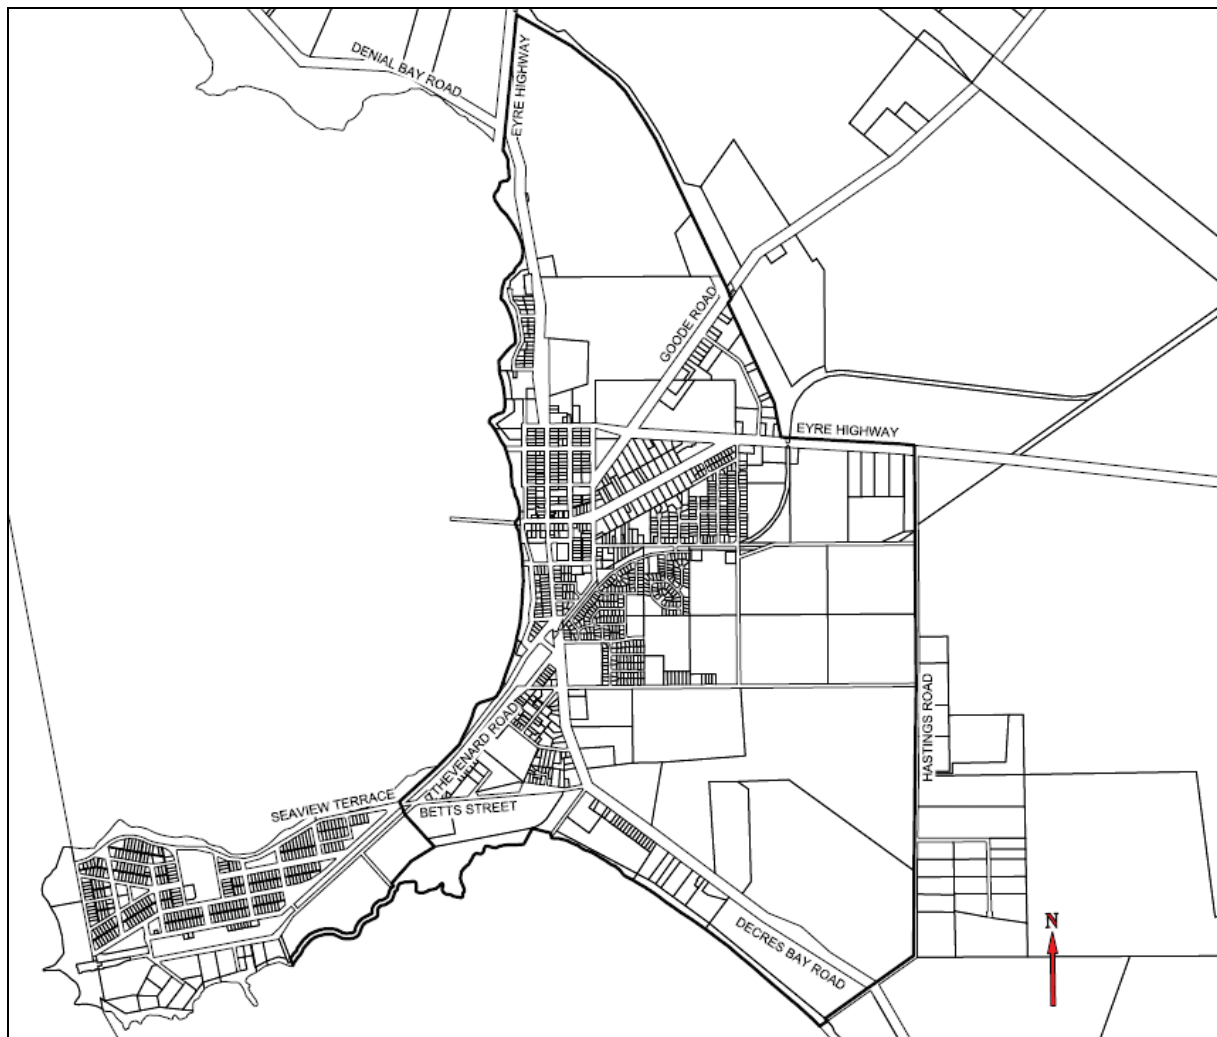 DENIAL BAY ROAD
EYRE HIGHWAY
GOODE ROAD
EYRE HIGHWAY
HASTINGS ROAD
THEVENARD ROAD
SEAVIEW TERRACE
BETTS STREET
DECRES BAY ROAD
N